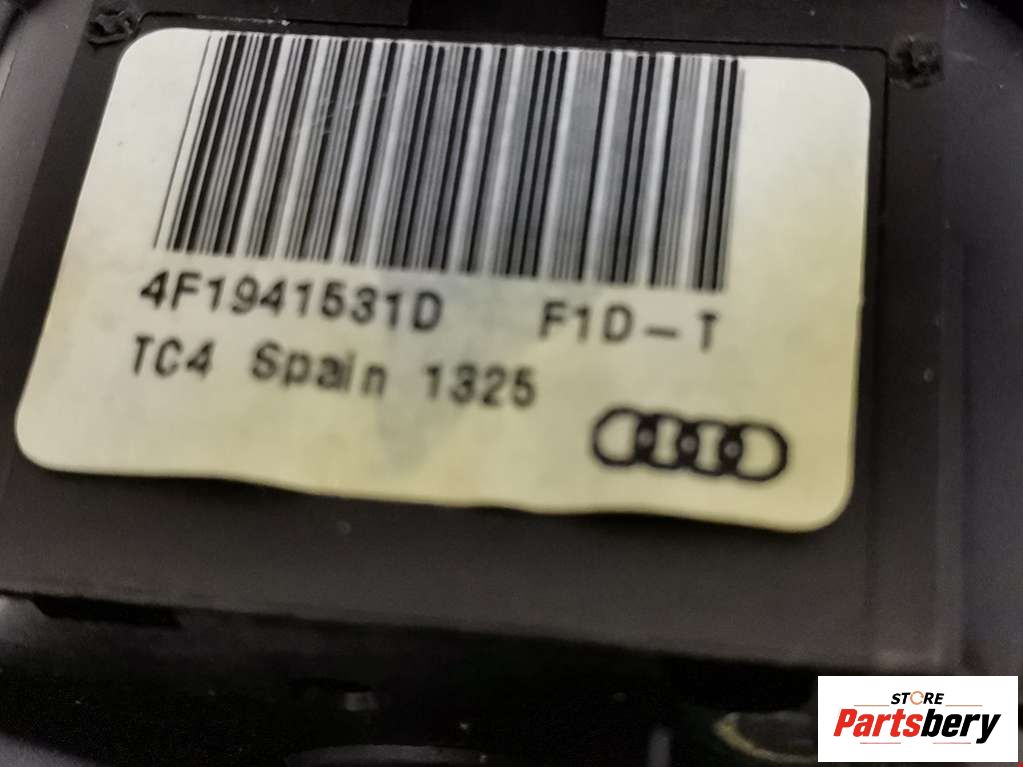 4F1941531D F1D-T
TC4 Spain 1325
STORE
Partsbery